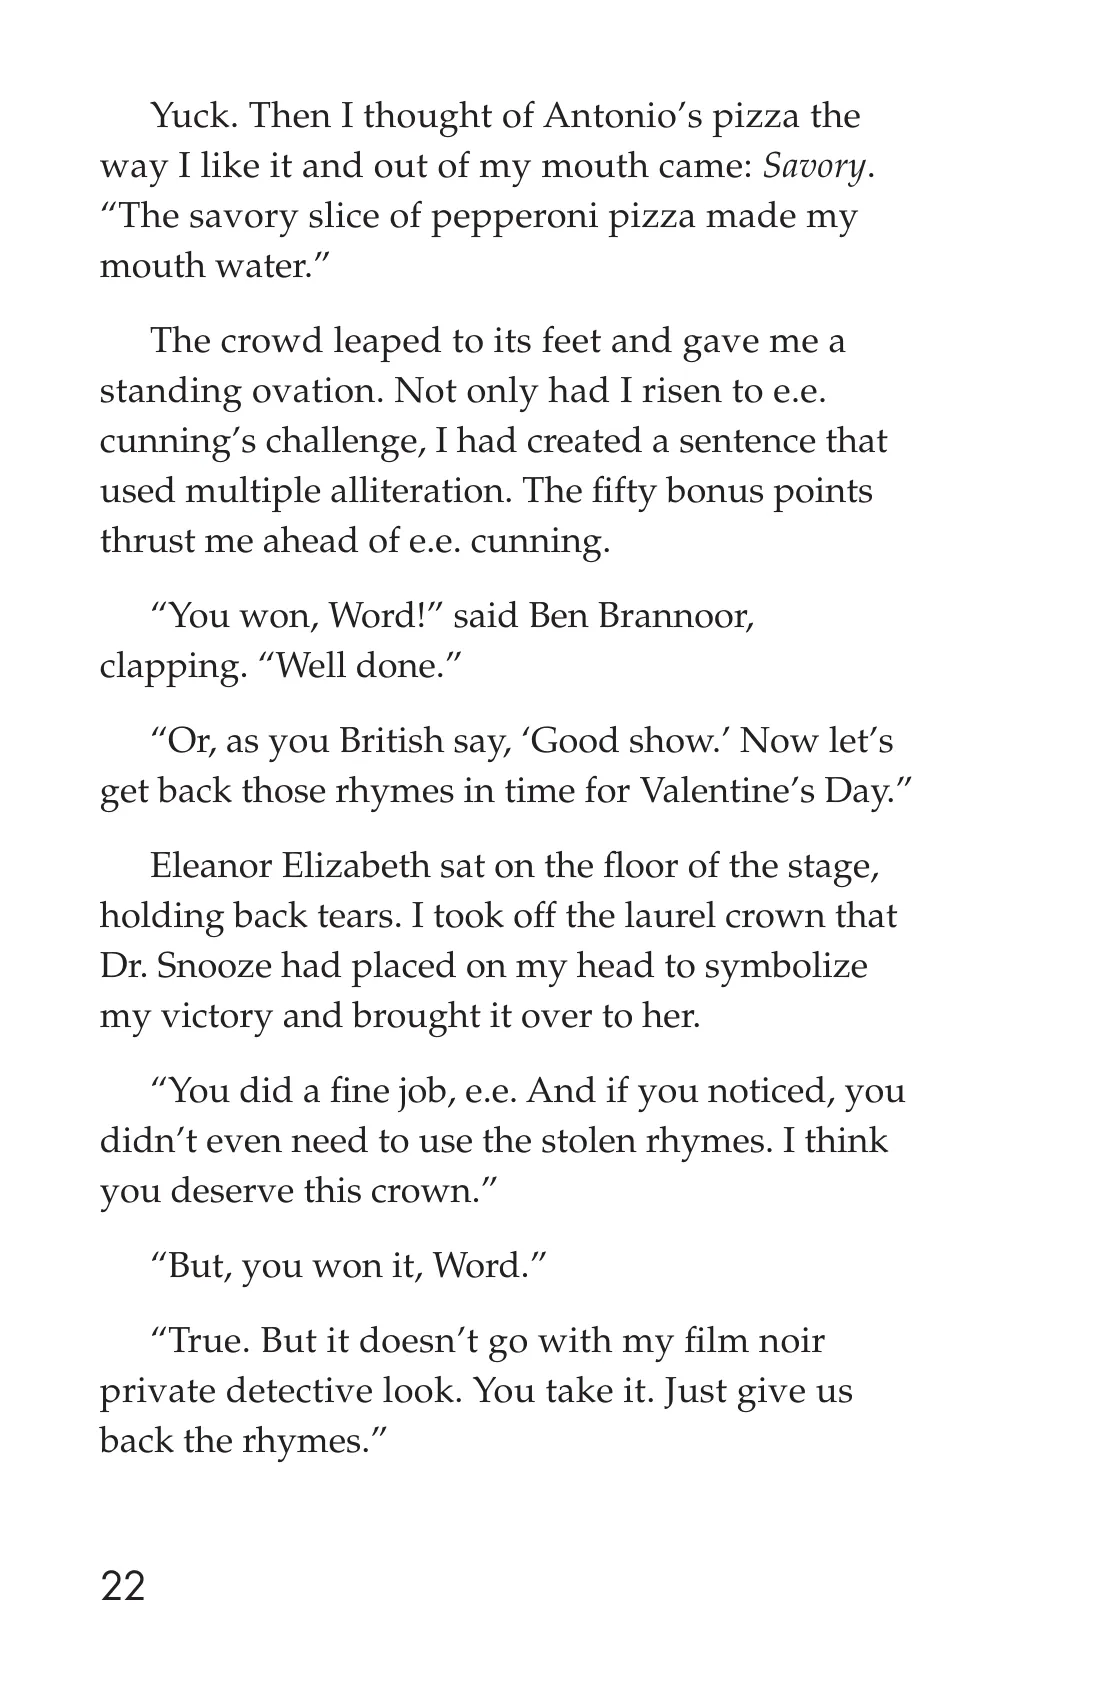 Yuck. Then I thought of Antonio’s pizza the
way I like it and out of my mouth came: Savory.
“The savory slice of pepperoni pizza made my
mouth water.”
The crowd leaped to its feet and gave me a
standing ovation. Not only had I risen to e.e.
cunning’s challenge, I had created a sentence that
used multiple alliteration. The fifty bonus points
thrust me ahead of e.e. cunning.
“You won, Word!” said Ben Brannoor,
clapping. “Well done.”
“Or, as you British say, ‘Good show.’ Now let’s
get back those rhymes in time for Valentine’s Day.”
Eleanor Elizabeth sat on the floor of the stage,
holding back tears. I took off the laurel crown that
Dr. Snooze had placed on my head to symbolize
my victory and brought it over to her.
“You did a fine job, e.e. And if you noticed, you
didn’t even need to use the stolen rhymes. I think
you deserve this crown.”
“But, you won it, Word.”
“True. But it doesn’t go with my film noir
private detective look. You take it. Just give us
back the rhymes.”
22